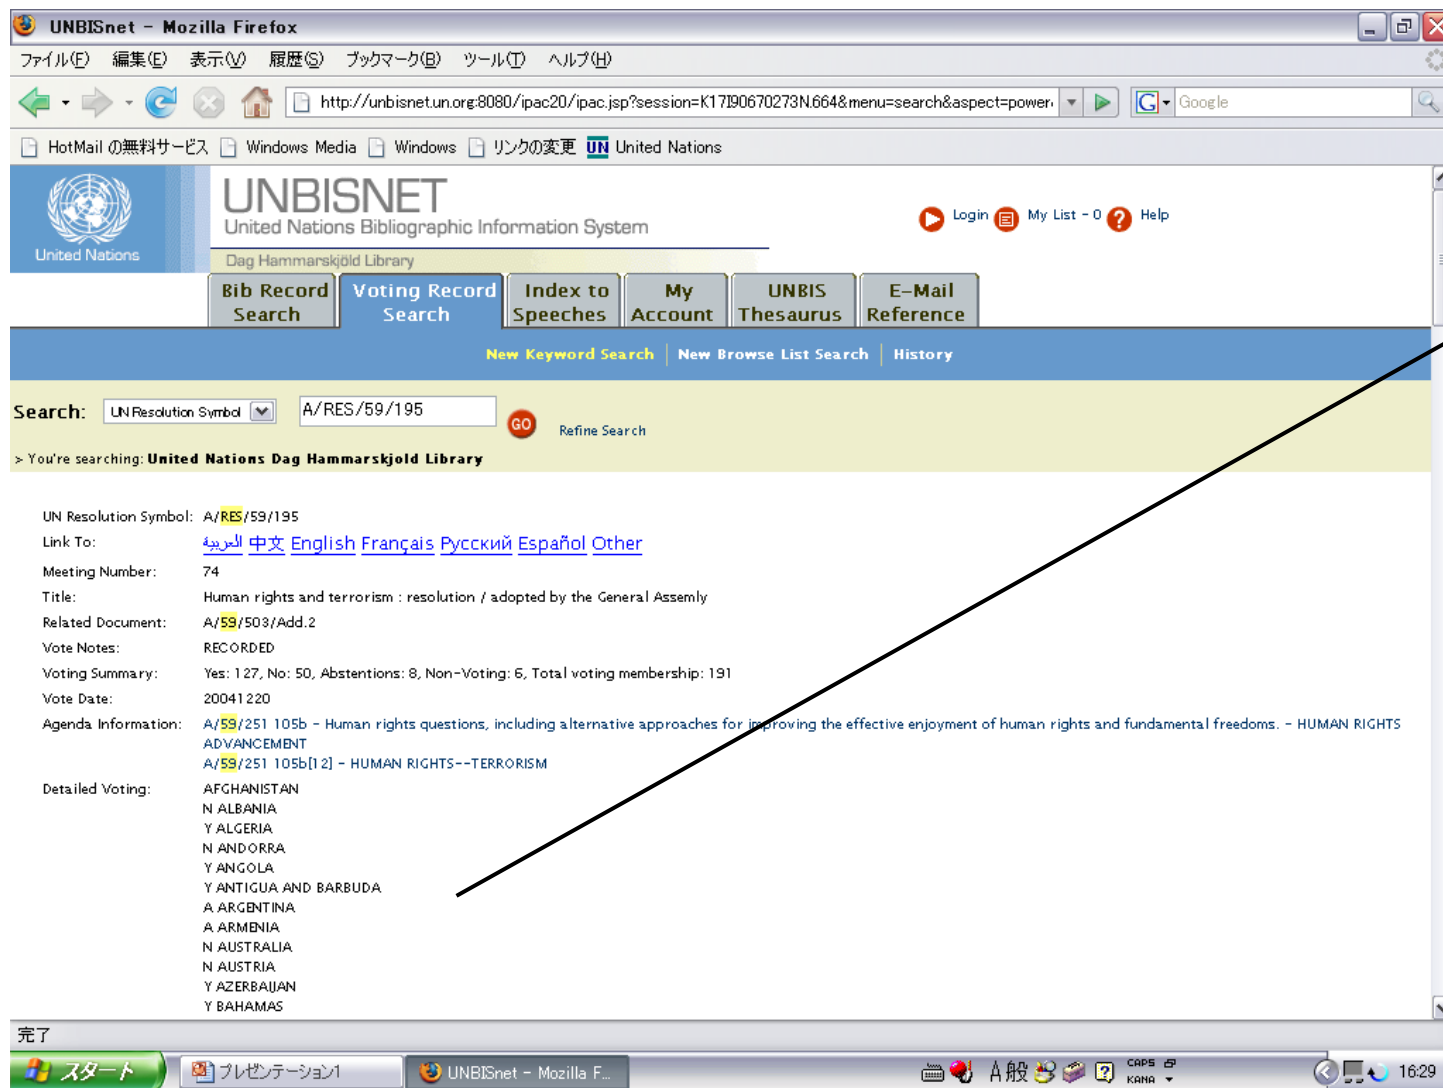 UNBISnet - Mozilla Firefox
ファイル(F) 編集(E) 表示(V) 履歴(S) ブックマーク(B) ツール(T) ヘルプ(H)
http://unbisnet.un.org:8080/ipac20/ipac.jsp?session=K17I90670273N.664&menu=search&aspect=power
G Google
HotMail の無料サービス Windows Media Windows リンクの変更 UN United Nations
UNBISNET
United Nations Bibliographic Information System
Login My List - 0 ? Help
United Nations
Dag Hammarskjöld Library
Bib Record Search
Voting Record Search
Index to Speeches
My Account
UNBIS Thesaurus
E-Mail Reference
New Keyword Search | New Browse List Search | History
Search: UN Resolution Symbol A/RES/59/195 GO Refine Search
> You're searching: United Nations Dag Hammarskjold Library
UN Resolution Symbol: A/RES/59/195
Link To: العربية 中文 English Français Русский Español Other
Meeting Number: 74
Title: Human rights and terrorism : resolution / adopted by the General Assemly
Related Document: A/59/503/Add.2
Vote Notes: RECORDED
Voting Summary: Yes: 127, No: 50, Abstentions: 8, Non-Voting: 6, Total voting membership: 191
Vote Date: 20041220
Agenda Information: A/59/251 105b - Human rights questions, including alternative approaches for improving the effective enjoyment of human rights and fundamental freedoms. - HUMAN RIGHTS
ADVANCEMENT
A/59/251 105b[12] - HUMAN RIGHTS--TERRORISM
Detailed Voting: AFGHANISTAN
N ALBANIA
Y ALGERIA
N ANDORRA
Y ANGOLA
Y ANTIGUA AND BARBUDA
A ARGENTINA
A ARMENIA
N AUSTRALIA
N AUSTRIA
Y AZERBAIJAN
Y BAHAMAS
完了
スタート プレゼンテーション1 UNBISnet - Mozilla F... A 般 CAPS KANA 16:29